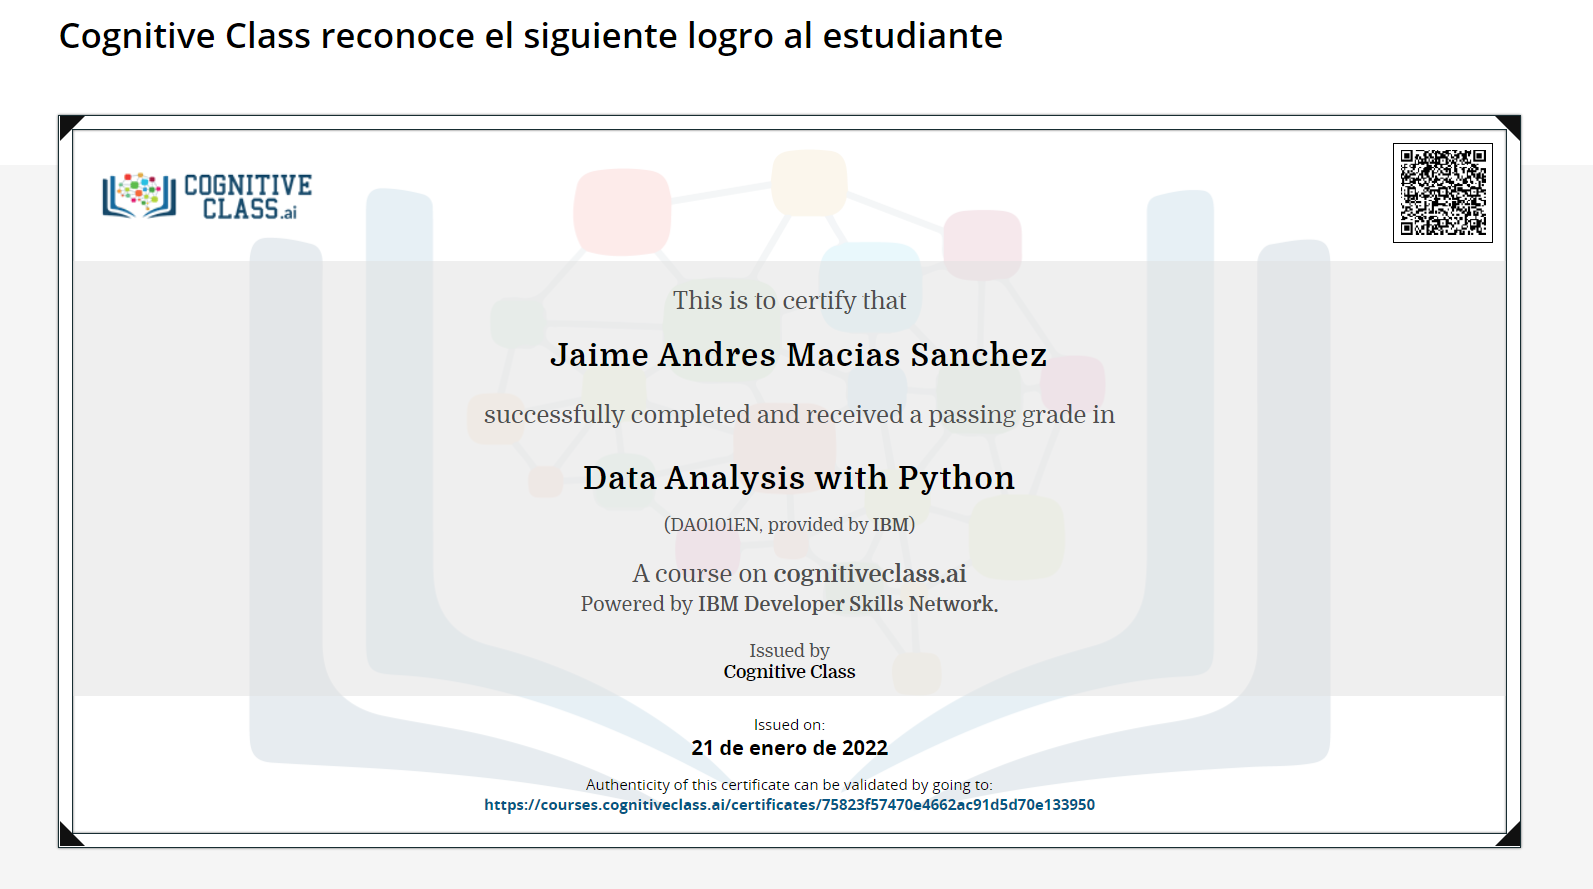 Cognitive Class reconoce el siguiente logro al estudiante
COGNITIVE
CLASS.ai
This is to certify that
Jaime Andres Macias Sanchez
successfully completed and received a passing grade in
Data Analysis with Python
(DA0101EN, provided by IBM)
A course on cognitiveclass.ai
Powered by IBM Developer Skills Network.
Issued by
Cognitive Class
Issued on:
21 de enero de 2022
Authenticity of this certificate can be validated by going to:
https://courses.cognitiveclass.ai/certificates/75823f57470e4662ac91d5d70e133950